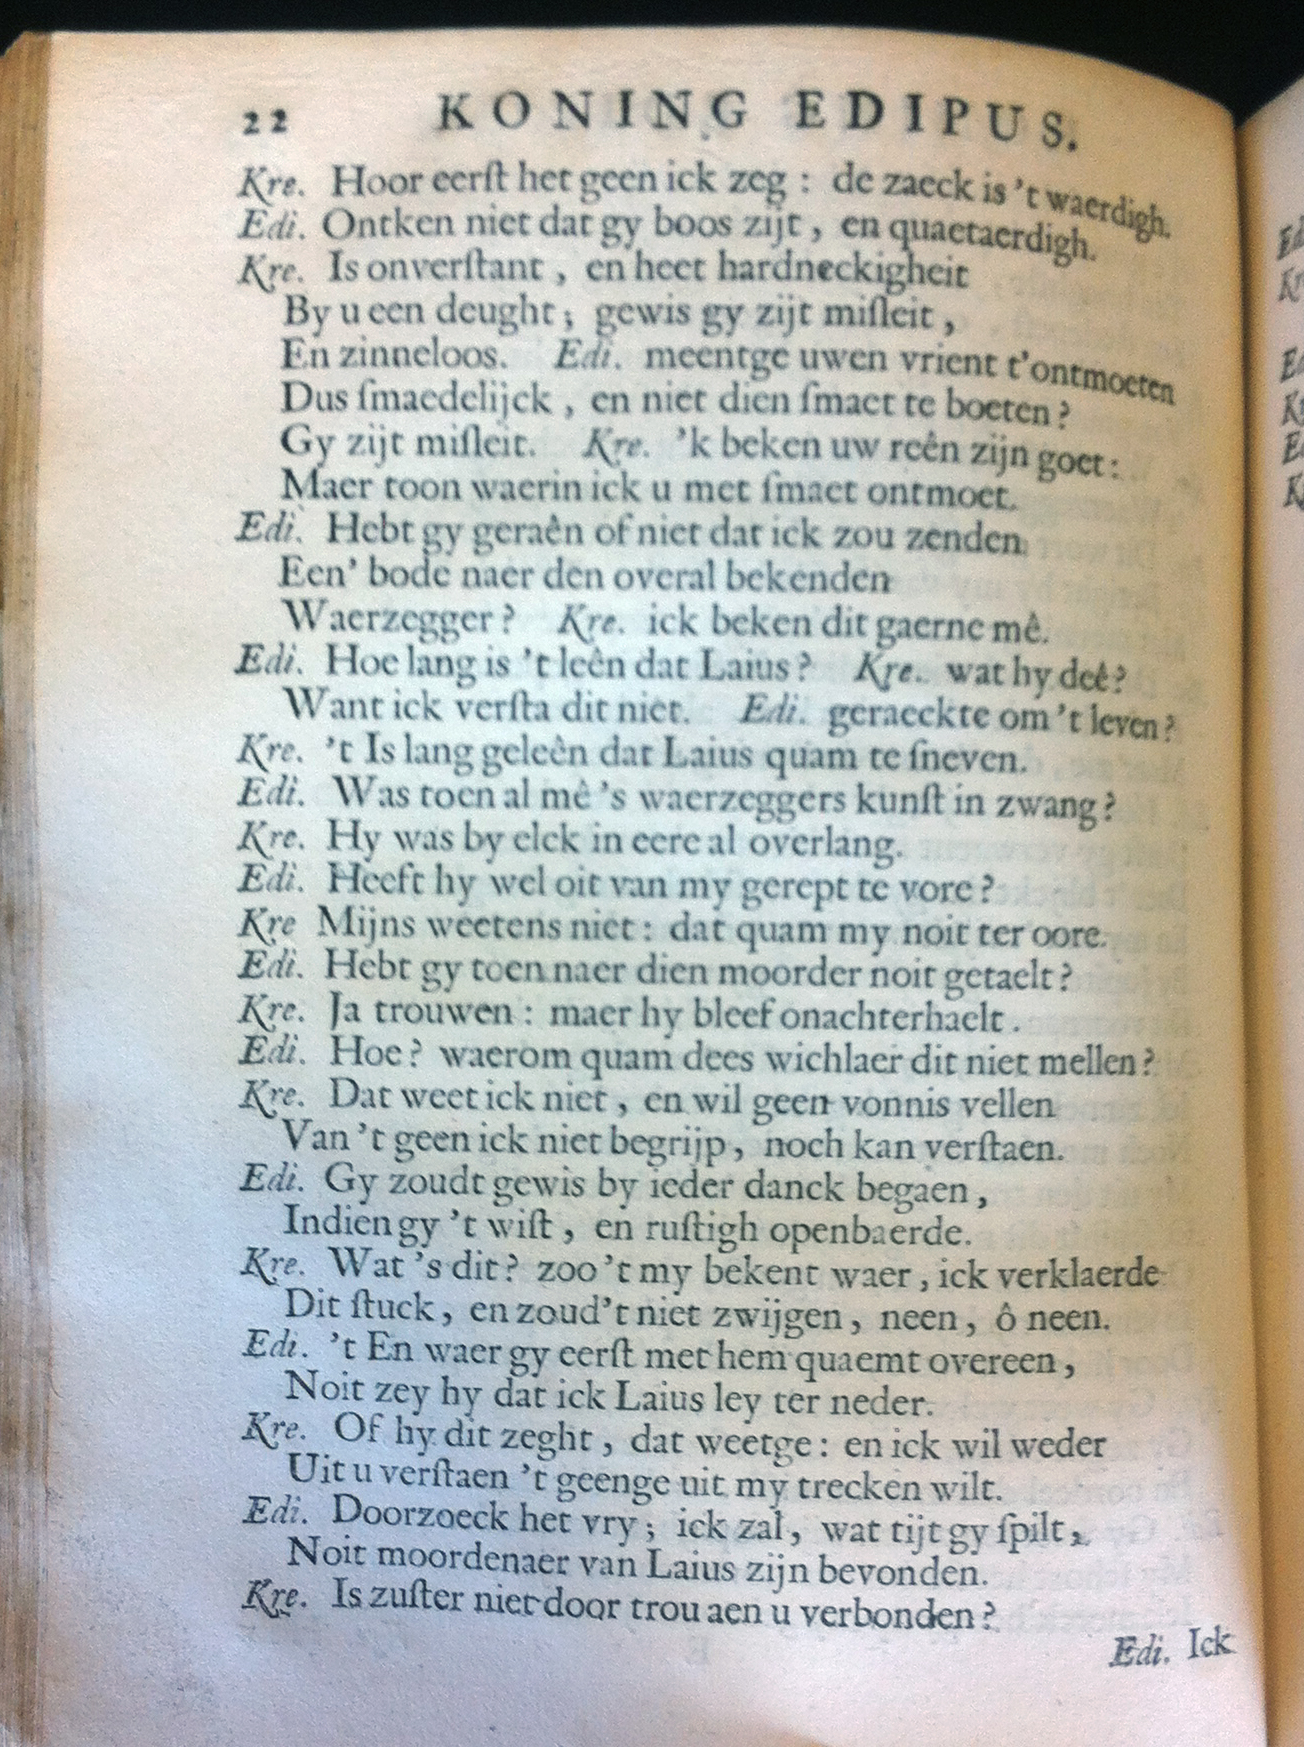 22 KONING EDIPUS.
Kre. Hoor eerſt het geen ick zeg : de zaeck is 't waerdigh.
Edi. Ontken niet dat gy boos zijt , en quaetaerdigh.
Kre. Is onverſtant , en heet hardneckigheit
By u een deught ; gewis gy zijt miſleit ,
En zinneloos. Edi. meentge uwen vrient t'ontmoeten
Dus ſmaedelijck , en niet dien ſmaet te boeten ?
Gy zijt miſleit. Kre. 'k beken uw reên zijn goet :
Maer toon waerin ick u met ſmaet ontmoet.
Edi. Hebt gy geraên of niet dat ick zou zenden
Een' bode naer den overal bekenden
Waerzegger ? Kre. ick beken dit gaerne mê.
Edi. Hoe lang is 't leên dat Laius ? Kre. wat hy deê ?
Want ick verſta dit niet. Edi. geraeckte om 't leven ?
Kre. 't Is lang geleên dat Laius quam te ſneven.
Edi. Was toen al mê 's waerzeggers kunſt in zwang ?
Kre. Hy was by elck in eere al overlang.
Edi. Heeft hy wel oit van my gerept te vore ?
Kre Mijns weetens niet : dat quam my noit ter oore.
Edi. Hebt gy toen naer dien moorder noit getaelt ?
Kre. Ja trouwen : maer hy bleef onachterhaelt .
Edi. Hoe ? waerom quam dees wichlaer dit niet mellen ?
Kre. Dat weet ick niet , en wil geen vonnis vellen
Van 't geen ick niet begrijp , noch kan verſtaen.
Edi. Gy zoudt gewis by ieder danck begaen ,
Indien gy 't wiſt , en ruſtigh openbaerde.
Kre. Wat 's dit ? zoo 't my bekent waer , ick verklaerde
Dit ſtuck , en zoud't niet zwijgen , neen , ô neen.
Edi. 't En waer gy eerſt met hem quaemt overeen ,
Noit zey hy dat ick Laius ley ter neder.
Kre. Of hy dit zeght , dat weetge : en ick wil weder
Uit u verſtaen 't geenge uit my trecken wilt.
Edi. Doorzoeck het vry ; ick zal , wat tijt gy ſpilt ,
Noit moordenaer van Laius zijn bevonden.
Kre. Is zuſter niet door trou aen u verbonden ?
Edi. Ick